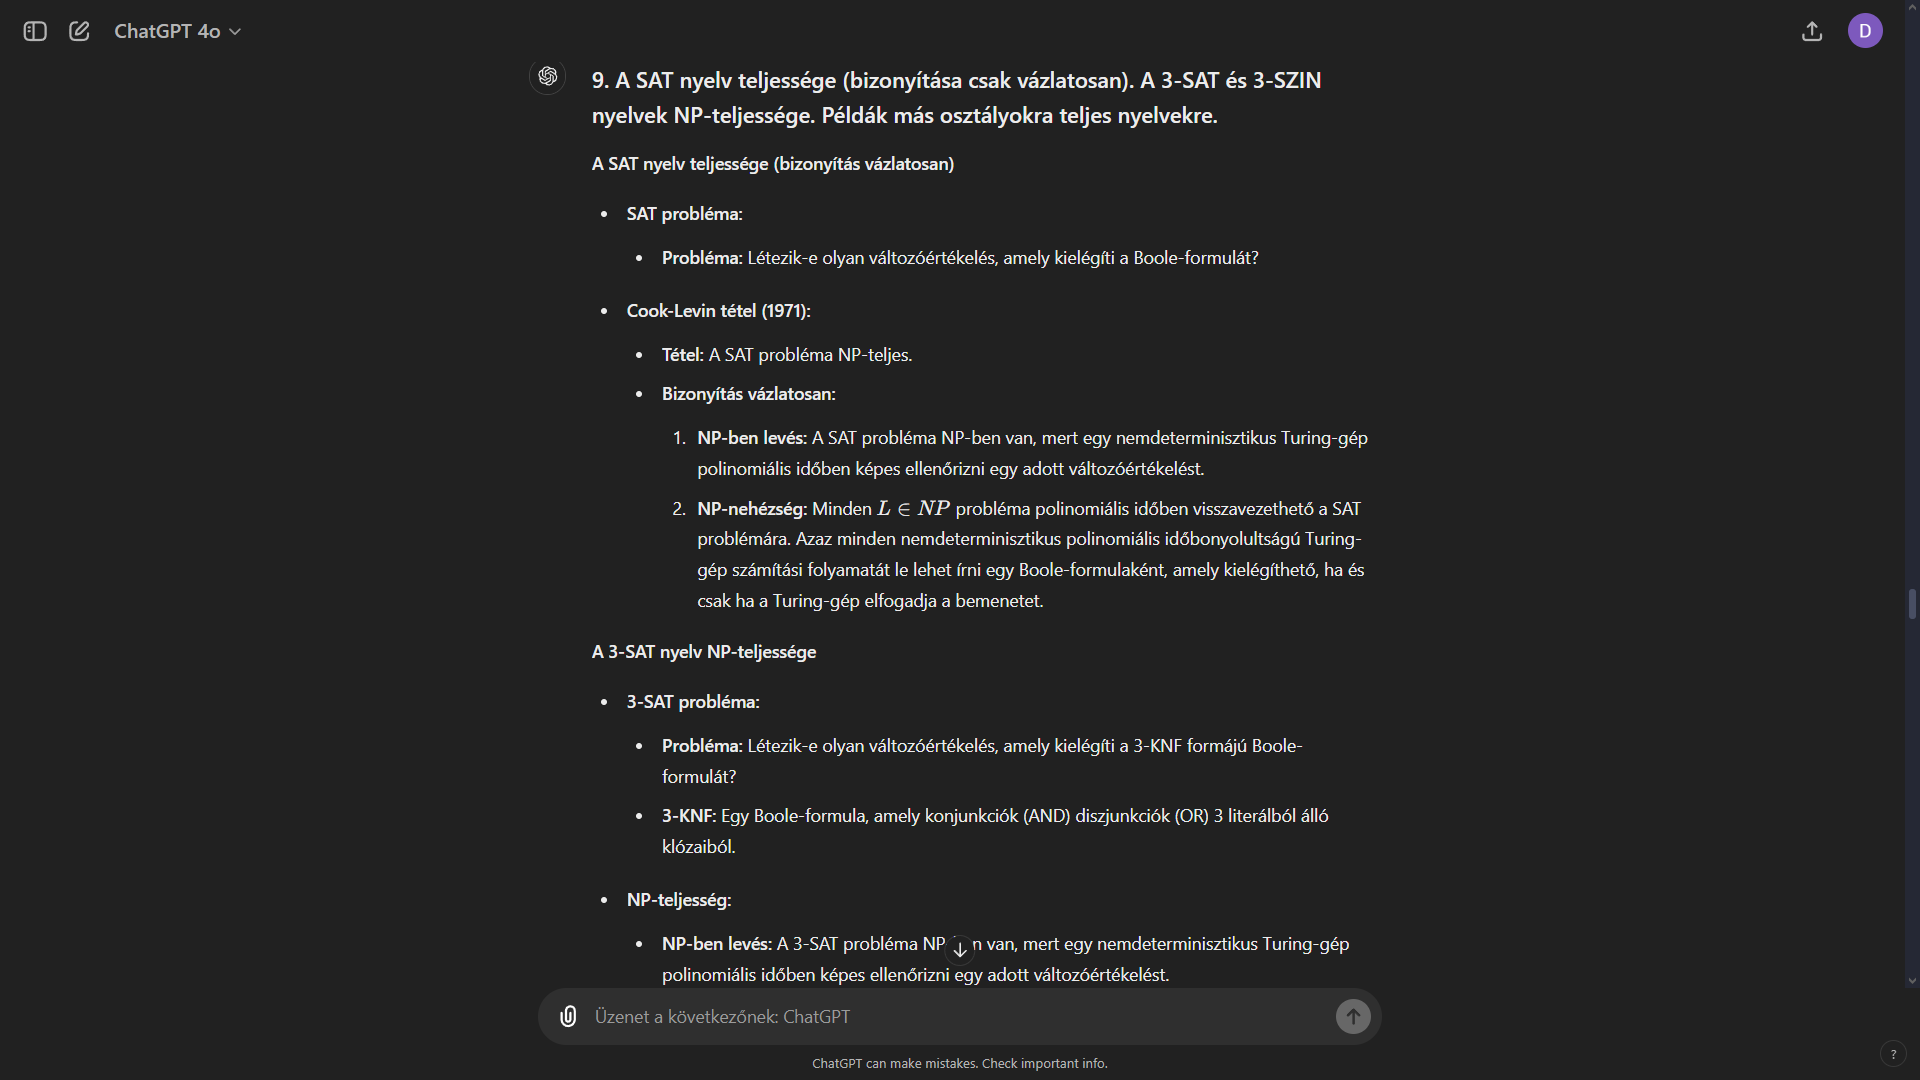 ChatGPT 4o
D
9. A SAT nyelv teljessége (bizonyítása csak vázlatosan). A 3-SAT és 3-SZIN
nyelvek NP-teljessége. Példák más osztályokra teljes nyelvekre.
A SAT nyelv teljessége (bizonyítás vázlatosan)
• SAT probléma:
• Probléma: Létezik-e olyan változóértékelés, amely kielégíti a Boole-formulát?
• Cook-Levin tétel (1971):
• Tétel: A SAT probléma NP-teljes.
• Bizonyítás vázlatosan:
1. NP-ben levés: A SAT probléma NP-ben van, mert egy nemdeterminisztikus Turing-gép
polinomiális időben képes ellenőrizni egy adott változóértékelést.
2. NP-nehézség: Minden L ∈ NP probléma polinomiális időben visszavezethető a SAT
problémára. Azaz minden nemdeterminisztikus polinomiális időbonyolultságú Turing-
gép számítási folyamatát le lehet írni egy Boole-formulaként, amely kielégíthető, ha és
csak ha a Turing-gép elfogadja a bemenetet.
A 3-SAT nyelv NP-teljessége
• 3-SAT probléma:
• Probléma: Létezik-e olyan változóértékelés, amely kielégíti a 3-KNF formájú Boole-
formulát?
• 3-KNF: Egy Boole-formula, amely konjunkciók (AND) diszjunkciók (OR) 3 literálból álló
klózaiból.
• NP-teljesség:
• NP-ben levés: A 3-SAT probléma NP van, mert egy nemdeterminisztikus Turing-gép
polinomiális időben képes ellenőrizni egy adott változóértékelést.
Üzenet a következőnek: ChatGPT
ChatGPT can make mistakes. Check important info.
?